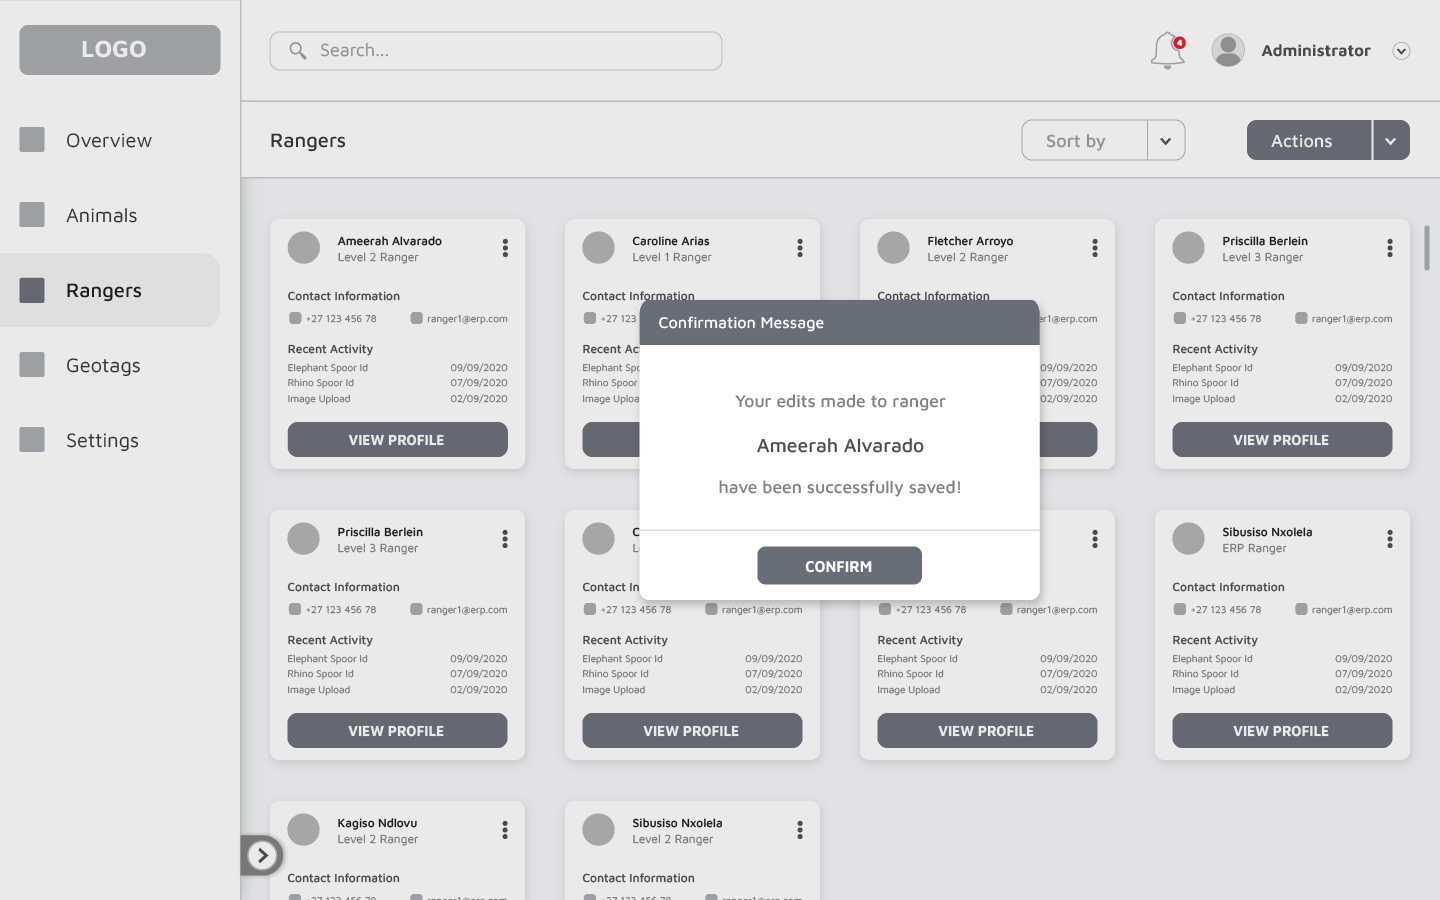 LOGO
Search...
4
Administrator
Overview
Animals
Rangers
Geotags
Settings
Rangers
Sort by
Actions
Ameerah Alvarado
Level 2 Ranger
Contact Information
+27 123 456 78
ranger1@erp.com
Recent Activity
Elephant Spoor Id 09/09/2020
Rhino Spoor Id 07/09/2020
Image Upload 02/09/2020
VIEW PROFILE
Caroline Arias
Level 1 Ranger
Contact Information
+27 123
Recent
Elephant Spoor
Rhino Spoor
Image Upload
Fletcher Arroyo
Level 2 Ranger
Contact Information
@erp.com
09/09/2020
07/09/2020
02/09/2020
Priscilla Berlein
Level 3 Ranger
Contact Information
+27 123 456 78
ranger1@erp.com
Recent Activity
Elephant Spoor Id 09/09/2020
Rhino Spoor Id 07/09/2020
Image Upload 02/09/2020
VIEW PROFILE
Confirmation Message
Your edits made to ranger
Ameerah Alvarado
have been successfully saved!
CONFIRM
Priscilla Berlein
Level 3 Ranger
Contact Information
+27 123 456 78
ranger1@erp.com
Recent Activity
Elephant Spoor Id 09/09/2020
Rhino Spoor Id 07/09/2020
Image Upload 02/09/2020
VIEW PROFILE
Contact
+27 123 456 78
ranger1@erp.com
Recent Activity
Elephant Spoor Id 09/09/2020
Rhino Spoor Id 07/09/2020
Image Upload 02/09/2020
VIEW PROFILE
+27 123 456 78
ranger1@erp.com
Recent Activity
Elephant Spoor Id 09/09/2020
Rhino Spoor Id 07/09/2020
Image Upload 02/09/2020
VIEW PROFILE
Sibusiso Nxolela
ERP Ranger
Contact Information
+27 123 456 78
ranger1@erp.com
Recent Activity
Elephant Spoor Id 09/09/2020
Rhino Spoor Id 07/09/2020
Image Upload 02/09/2020
VIEW PROFILE
Kagiso Ndlovu
Level 2 Ranger
Contact Information
Sibusiso Nxolela
Level 2 Ranger
Contact Information